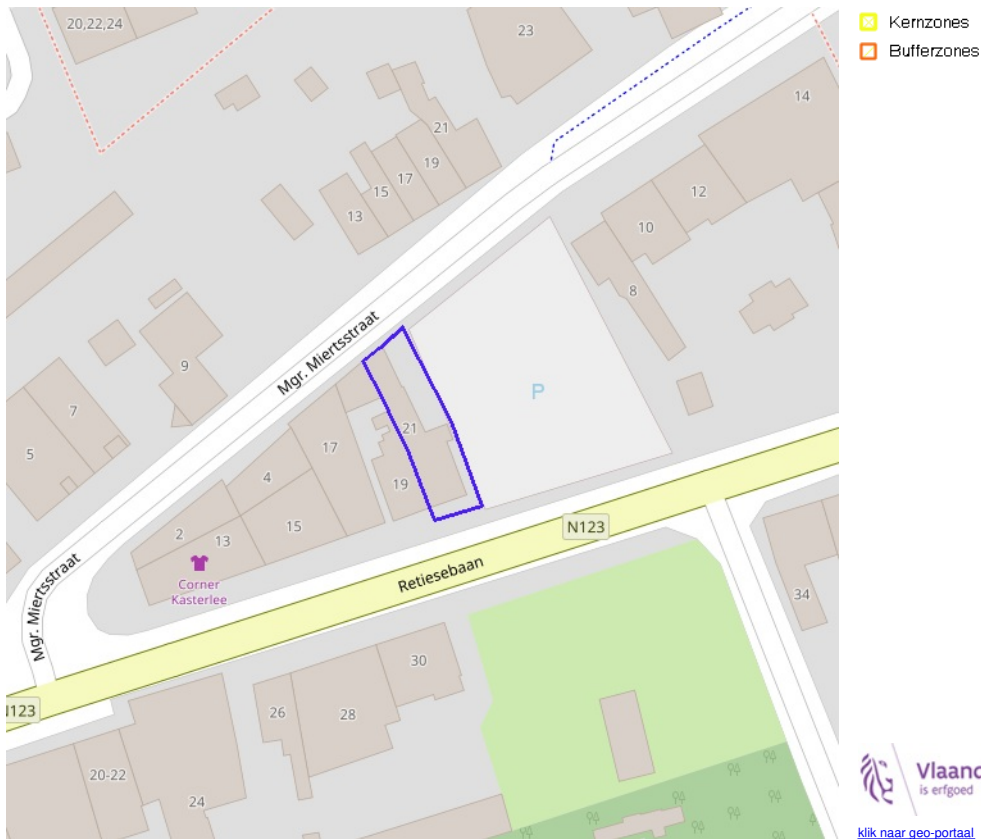 20,22,24
23
Kernzones
Bufferzones
14
21
19
17
15
13
12
10
8
Mgr. Miertsstraat
9
7
5
P
21
17
19
4
15
2
13
N123
Corner
Kasterlee
Retiesebaan
Mgr. Miertsstraat
34
30
26
28
N123
20-22
24
Vlaand
is erfgoed
klik naar geo-portaal